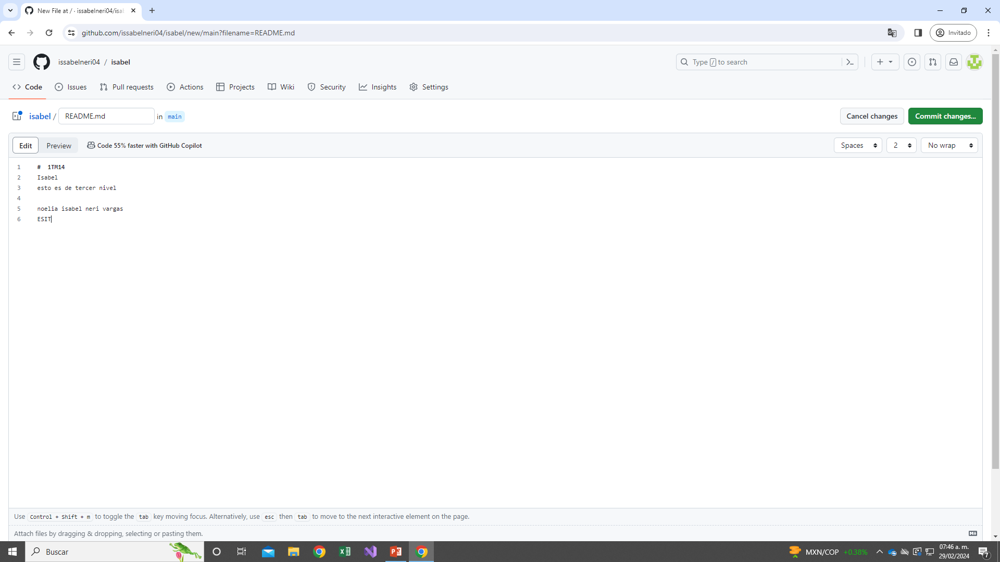 New File at / · issabelneri04/isab
github.com/issabelneri04/isabel/new/main?filename=README.md
Invitado
issabelneri04 / isabel
Type / to search
Code Issues Pull requests Actions Projects Wiki Security Insights Settings
isabel / README.md in main
Cancel changes Commit changes...
Edit Preview Code 55% faster with GitHub Copilot
Spaces 2 No wrap
1 # 1TM14
2 Isabel
3 esto es de tercer nivel
4
5 noelia isabel neri vargas
6 ESIT
Use Control + Shift + m to toggle the tab key moving focus. Alternatively, use esc then tab to move to the next interactive element on the page.
Attach files by dragging & dropping, selecting or pasting them.
Buscar
MXN/COP +0.38%
07:46 a. m.
29/02/2024
7